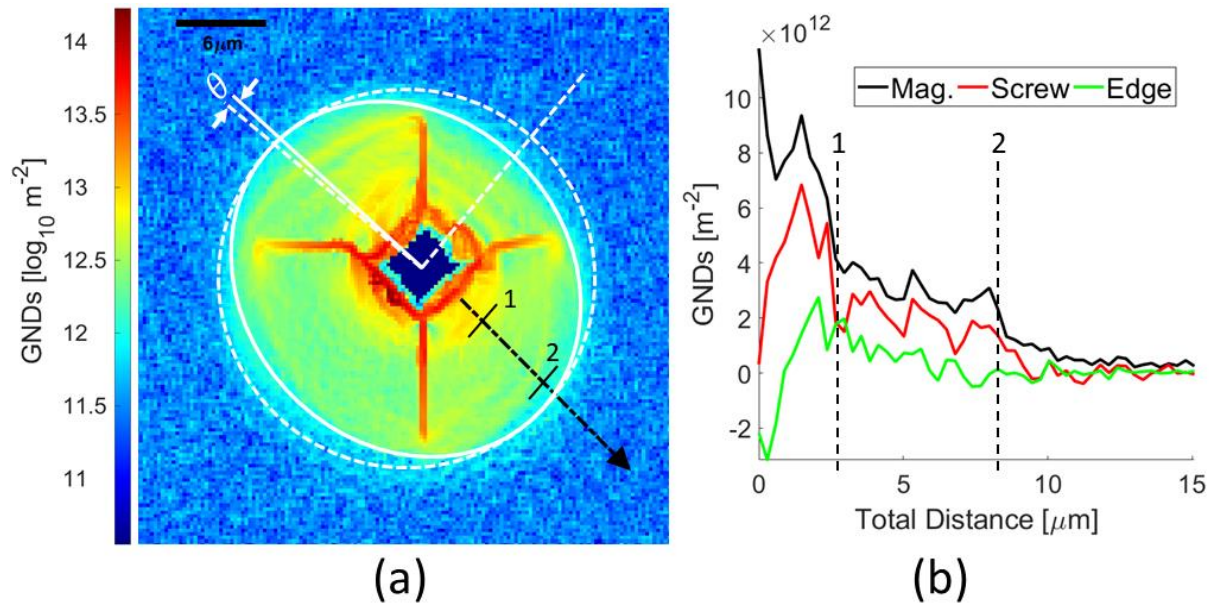 GNDs [log10 m-2]
14
13.5
13
12.5
12
11.5
11
6μm
θ
1
2
(a)
×10^12
GNDs [m-2]
10
8
6
4
2
0
-2
Mag. Screw Edge
1 2
0 5 10 15
Total Distance [μm]
(b)